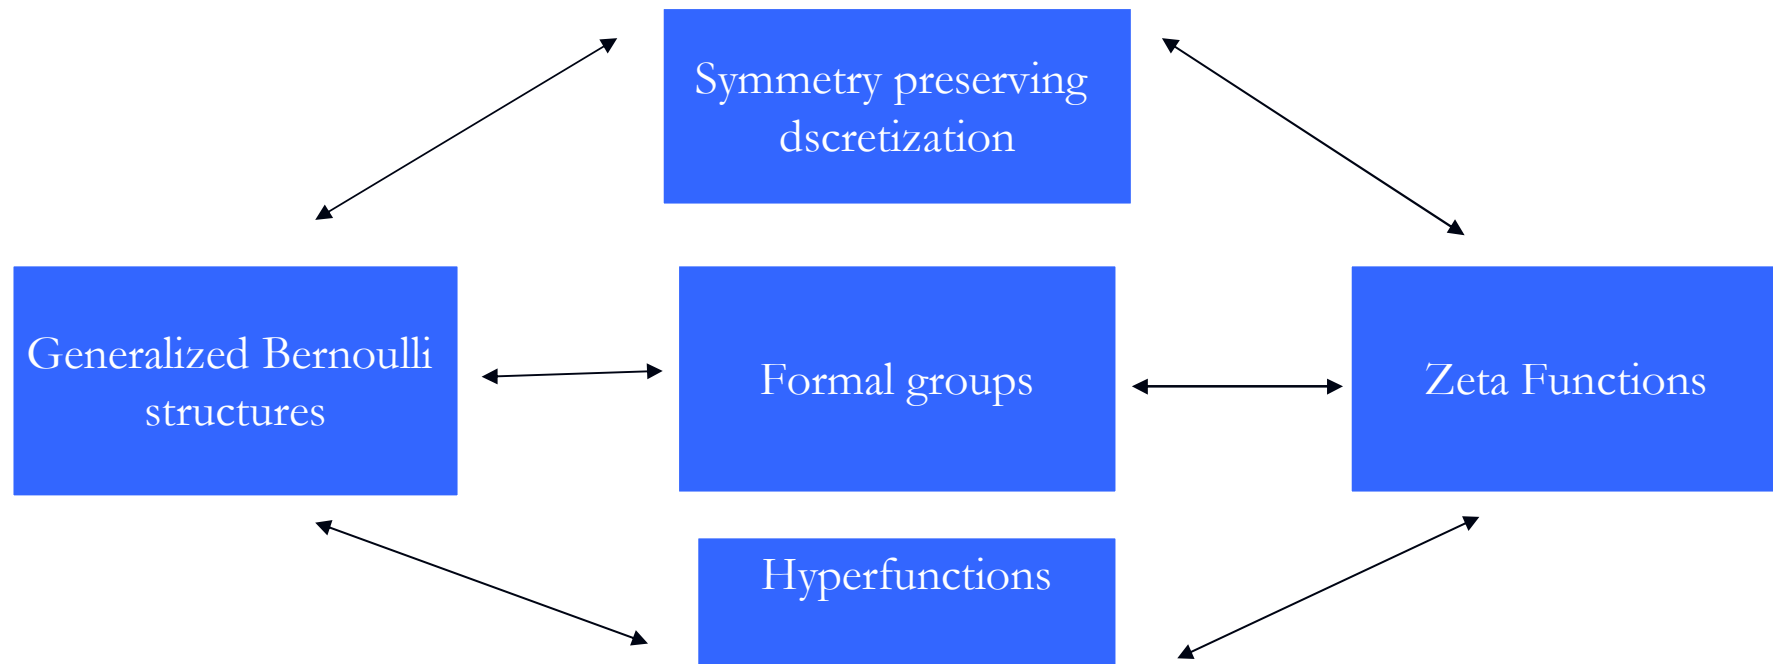 Symmetry preserving
dscretization
Generalized Bernoulli
structures
Formal groups
Zeta Functions
Hyperfunctions